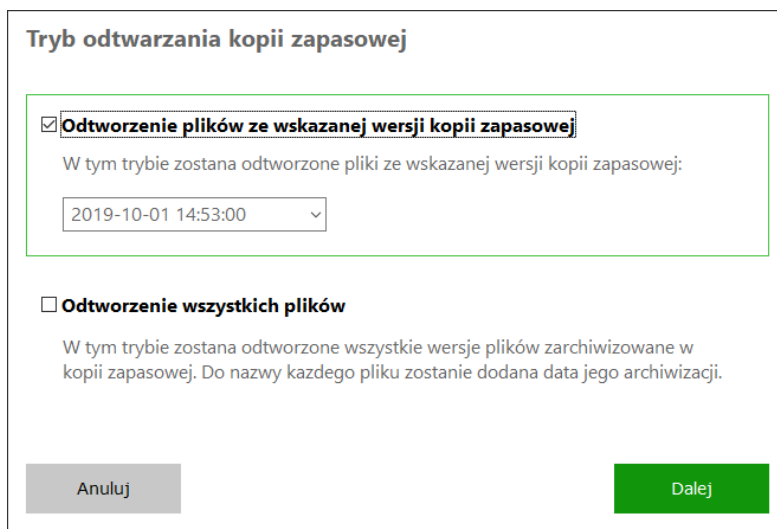 Tryb odtwarzania kopii zapasowej
Odtworzenie plików ze wskazanej wersji kopii zapasowej
W tym trybie zostana odtworzone pliki ze wskazanej wersji kopii zapasowej:
2019-10-01 14:53:00
Odtworzenie wszystkich plików
W tym trybie zostana odtworzone wszystkie wersje plików zarchiwizowane w
kopii zapasowej. Do nazwy kazdego pliku zostanie dodana data jego archiwizacji.
Anuluj
Dalej